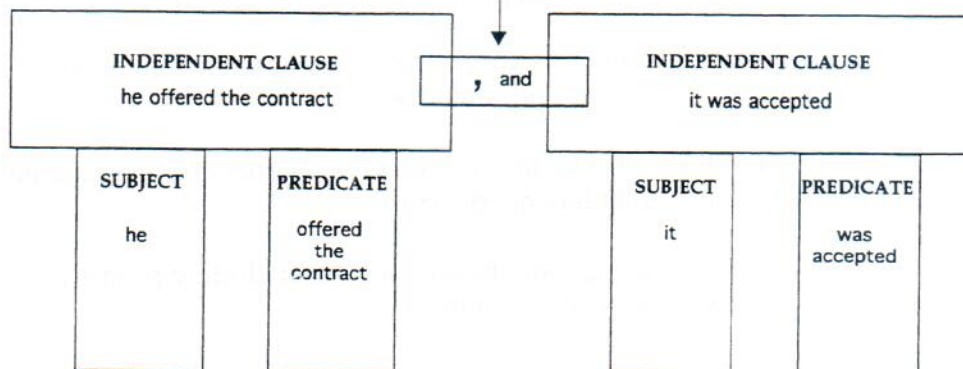 INDEPENDENT CLAUSE
he offered the contract
, and
INDEPENDENT CLAUSE
it was accepted
SUBJECT
he
PREDICATE
offered
the
contract
SUBJECT
it
PREDICATE
was
accepted